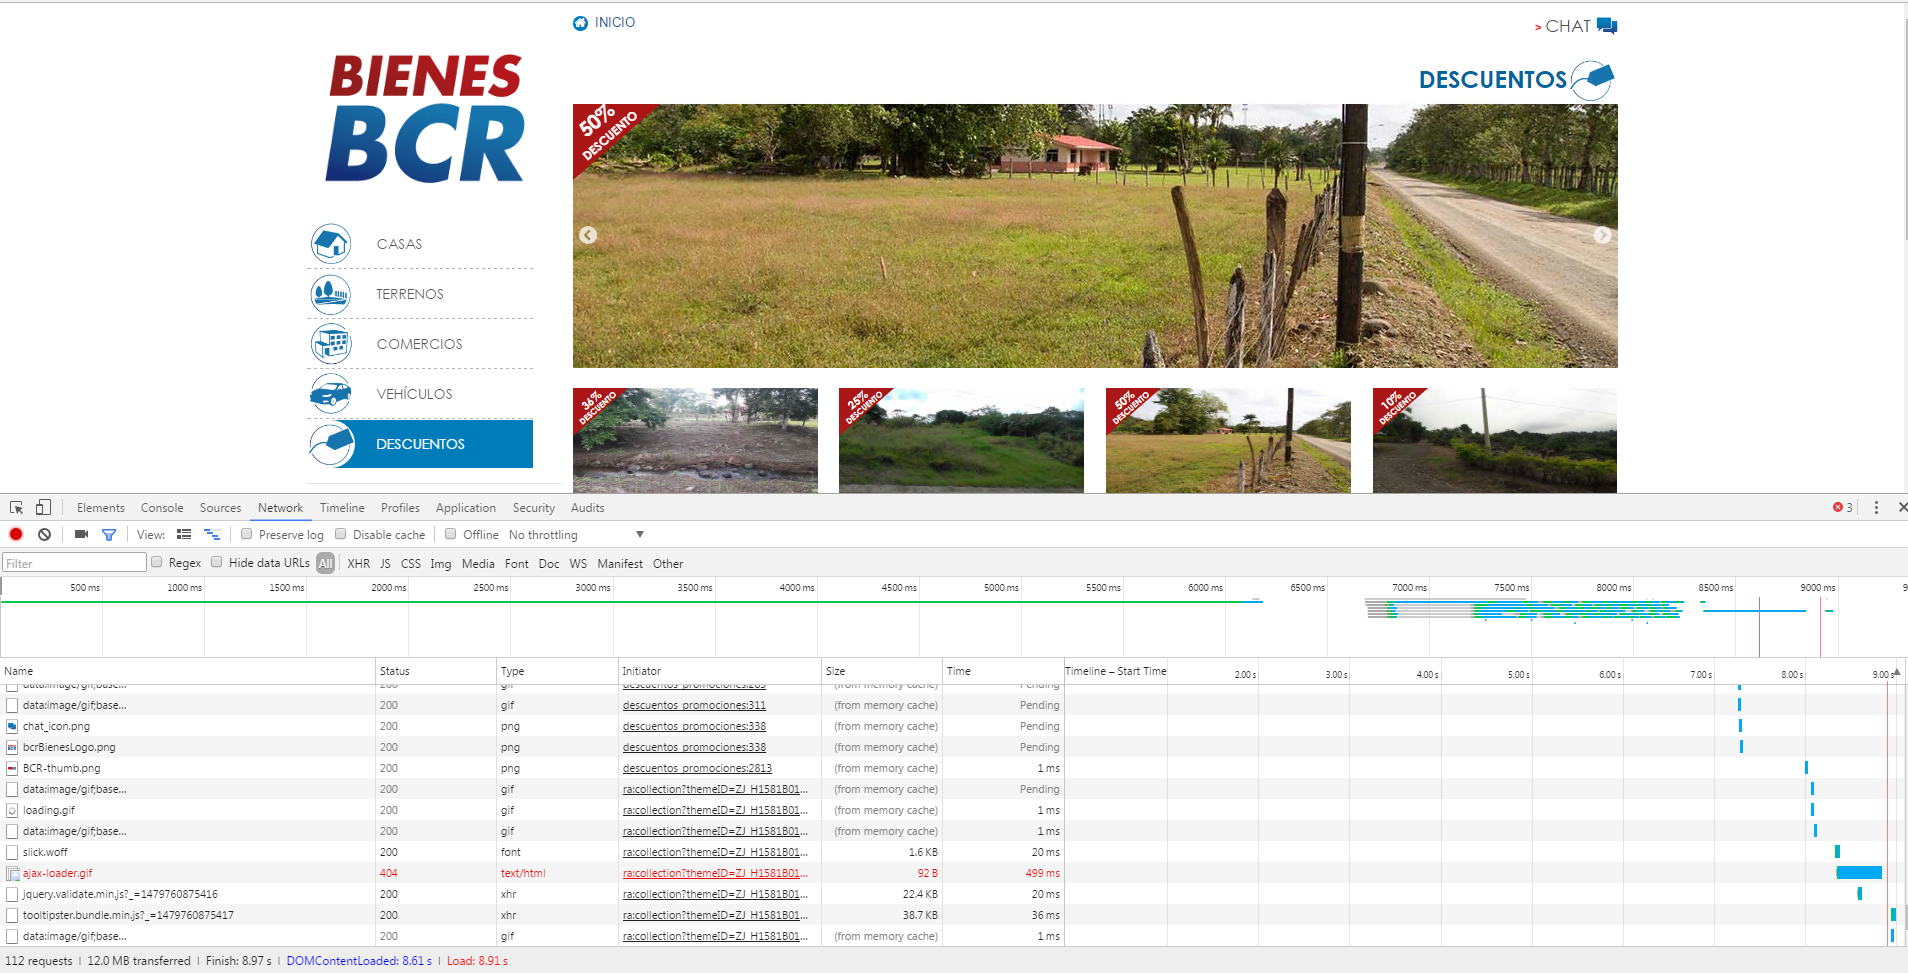 INICIO
> CHAT
BIENES
BCR
DESCUENTOS
50%
DESCUENTO
CASAS
TERRENOS
COMERCIOS
VEHÍCULOS
DESCUENTOS
36%
DESCUENTO
25%
DESCUENTO
50%
DESCUENTO
10%
DESCUENTO
Elements Console Sources Network Timeline Profiles Application Security Audits 3
View: Preserve log Disable cache Offline No throttling
Filter Regex Hide data URLs All XHR JS CSS Img Media Font Doc WS Manifest Other
500 ms 1000 ms 1500 ms 2000 ms 2500 ms 3000 ms 3500 ms 4000 ms 4500 ms 5000 ms 5500 ms 6000 ms 6500 ms 7000 ms 7500 ms 8000 ms 8500 ms 9000 ms 9
Name Status Type Initiator Size Time Timeline – Start Time 2.00 s 3.00 s 4.00 s 5.00 s 6.00 s 7.00 s 8.00 s 9.00 s
data:image/gif;base... 200 gif descuentos_promociones:285 (from memory cache) Pending
data:image/gif;base... 200 gif descuentos_promociones:311 (from memory cache) Pending
chat_icon.png 200 png descuentos_promociones:338 (from memory cache) Pending
bcrBienesLogo.png 200 png descuentos_promociones:338 (from memory cache) Pending
BCR-thumb.png 200 png descuentos_promociones:2813 (from memory cache) 1 ms
data:image/gif;base... 200 gif ra:collection?themeID=ZJ_H1581B01... (from memory cache) Pending
loading.gif 200 gif ra:collection?themeID=ZJ_H1581B01... (from memory cache) 1 ms
data:image/gif;base... 200 gif ra:collection?themeID=ZJ_H1581B01... (from memory cache) 1 ms
slick.woff 200 font ra:collection?themeID=ZJ_H1581B01... 1.6 KB 20 ms
ajax-loader.gif 404 text/html ra:collection?themeID=ZJ_H1581B01... 92 B 499 ms
jquery.validate.min.js?_=1479760875416 200 xhr ra:collection?themeID=ZJ_H1581B01... 22.4 KB 20 ms
tooltipster.bundle.min.js?_=1479760875417 200 xhr ra:collection?themeID=ZJ_H1581B01... 38.7 KB 36 ms
data:image/gif;base... 200 gif ra:collection?themeID=ZJ_H1581B01... (from memory cache) 1 ms
112 requests | 12.0 MB transferred | Finish: 8.97 s | DOMContentLoaded: 8.61 s | Load: 8.91 s